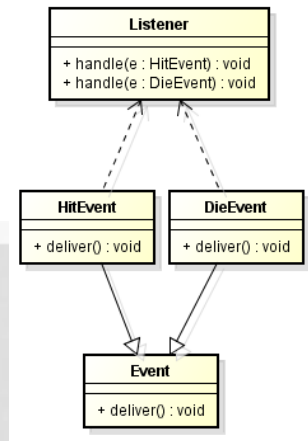 Listener
+ handle(e : HitEvent) : void
+ handle(e : DieEvent) : void
HitEvent
+ deliver() : void
DieEvent
+ deliver() : void
Event
+ deliver() : void